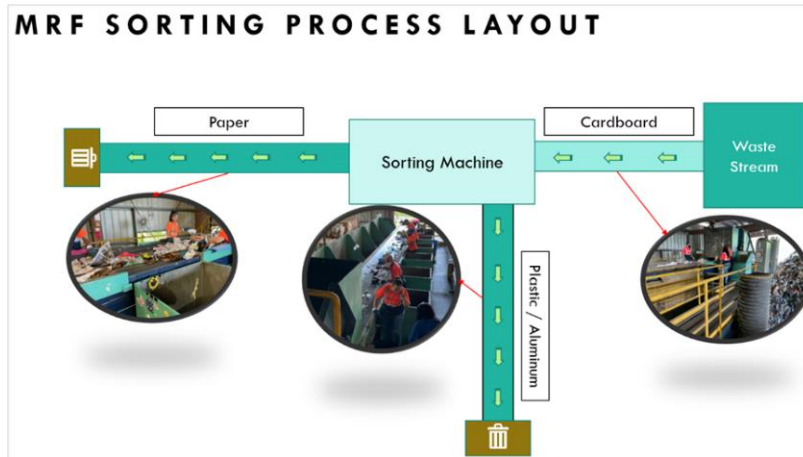 MRF SORTING PROCESS LAYOUT
Paper
Cardboard
Sorting Machine
Waste
Stream
Plastic / Aluminum